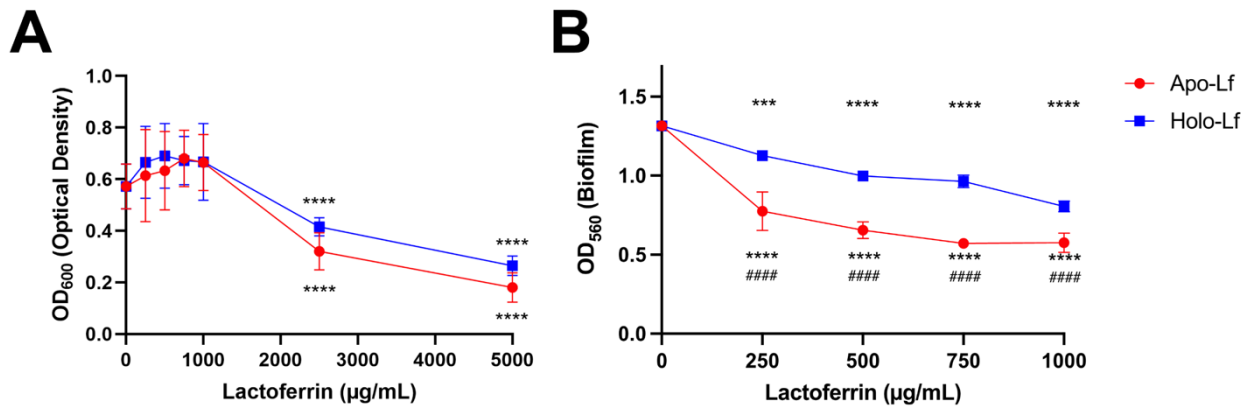 A
OD600 (Optical Density)
1.0
0.8
0.6
0.4
0.2
0.0
****
****
****
****
0
1000
2000
3000
4000
5000
Lactoferrin (µg/mL)
B
OD560 (Biofilm)
1.5
1.0
0.5
0.0
*** **** **** ****
**** **** **** ****
#### #### #### ####
0
250
500
750
1000
Lactoferrin (µg/mL)
Apo-Lf
Holo-Lf